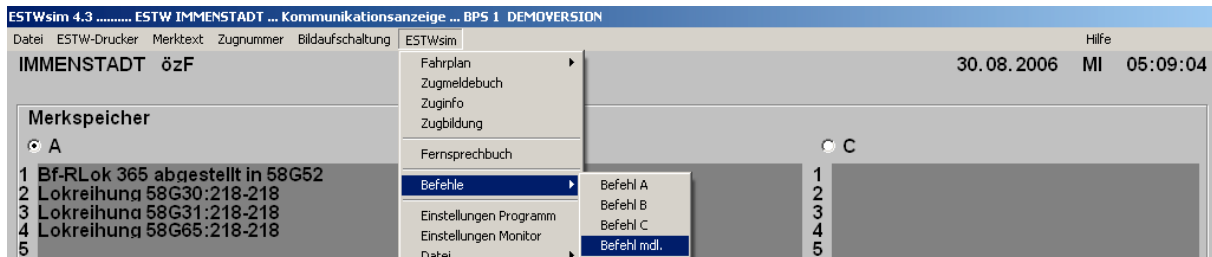 ESTWsim 4.3 .......... ESTW IMMENSTADT ... Kommunikationsanzeige ... BPS 1 DEMOVERSION
Datei ESTW-Drucker Merktext Zugnummer Bildaufschaltung ESTWsim Hilfe
IMMENSTADT özF 30.08.2006 MI 05:09:04
Fahrplan
Zugmeldebuch
Zuginfo
Zugbildung
Fernsprechbuch
Befehle
Einstellungen Programm
Einstellungen Monitor
Datei
Befehl A
Befehl B
Befehl C
Befehl mdl.
Merkspeicher
A
1 Bf-RLok 365 abgestellt in 58G52
2 Lokreihung 58G30:218-218
3 Lokreihung 58G31:218-218
4 Lokreihung 58G65:218-218
5
C
1
2
3
4
5